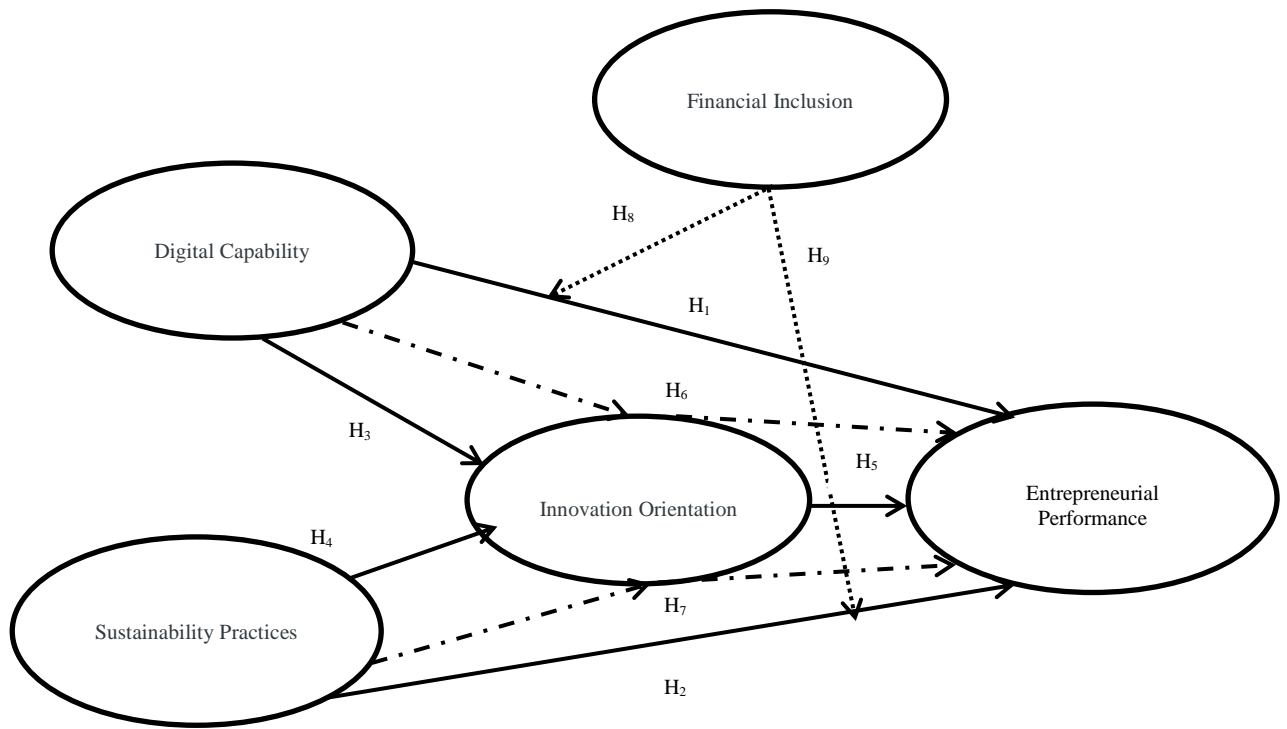 Financial Inclusion
H₈
Digital Capability
H₉
H₁
H₆
H₃
H₅
Entrepreneurial
Performance
Innovation Orientation
H₄
H₇
Sustainability Practices
H₂